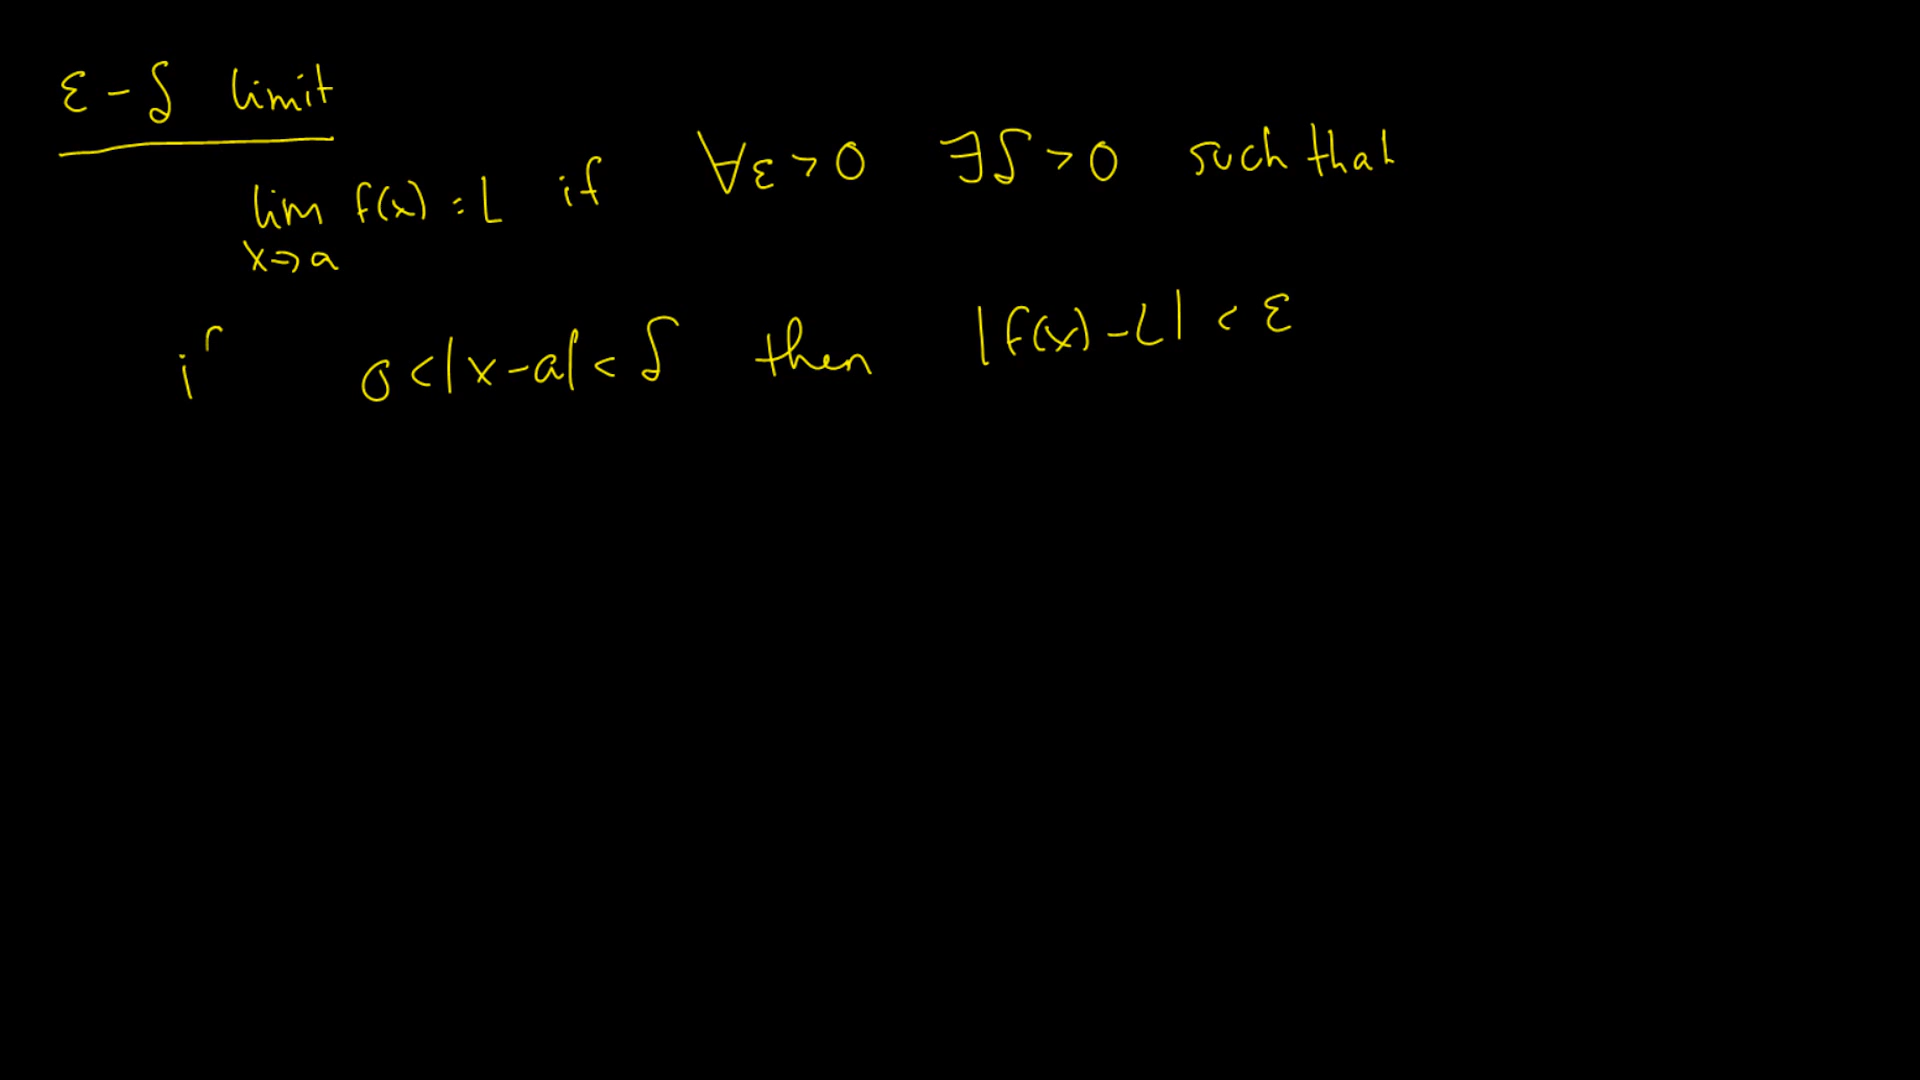 ε-δ limit
lim f(x) = L if ∀ε>0 ∃δ>0 such that
x→a
if 0<|x-a|<δ then |f(x)-L|<ε